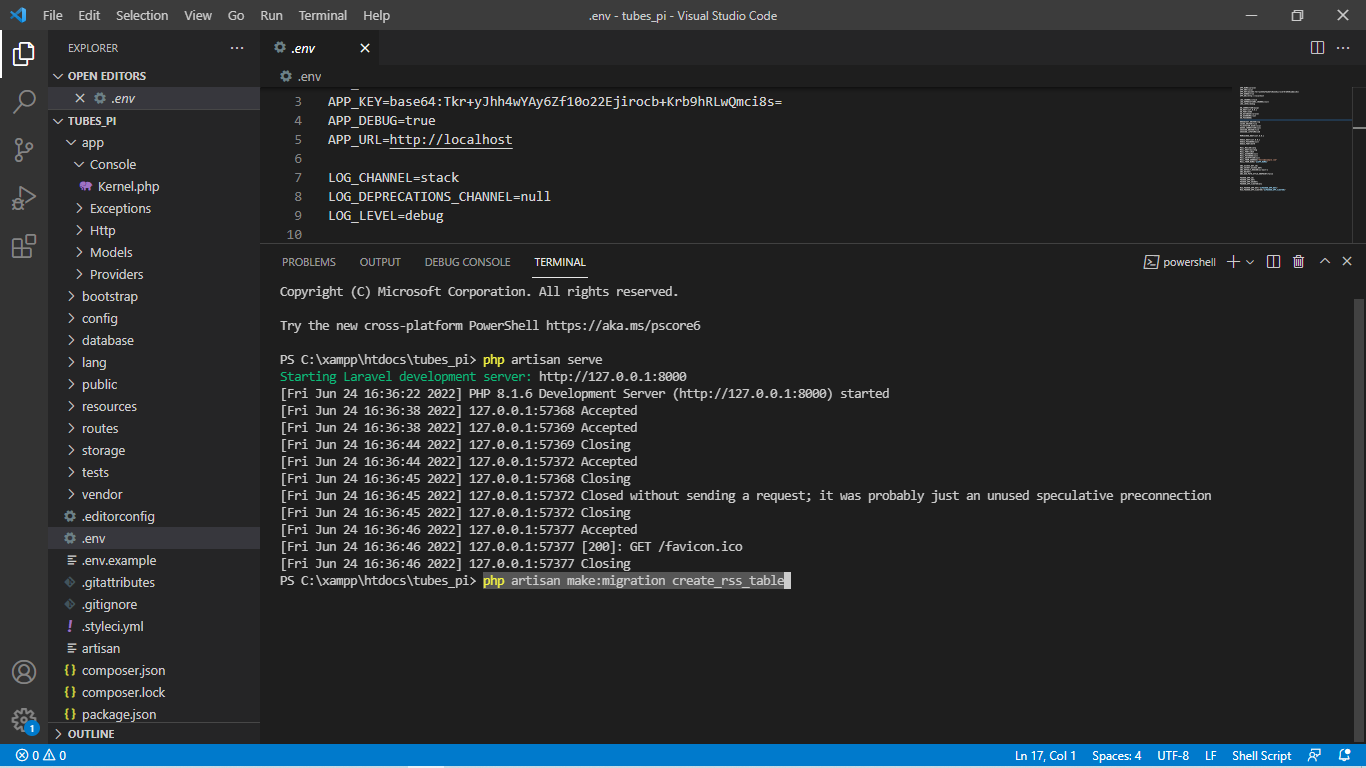 File Edit Selection View Go Run Terminal Help
.env - tubes_pi - Visual Studio Code
EXPLORER
OPEN EDITORS
.env
TUBES_PI
app
Console
Kernel.php
Exceptions
Http
Models
Providers
bootstrap
config
database
lang
public
resources
routes
storage
tests
vendor
.editorconfig
.env
.env.example
.gitattributes
.gitignore
.styleci.yml
artisan
composer.json
composer.lock
package.json
OUTLINE
.env
.env
3 APP_KEY=base64:Tkr+yJhh4wYAy6Zf10o22Ejirocb+Krb9hRLwQmci8s=
4 APP_DEBUG=true
5 APP_URL=http://localhost
6
7 LOG_CHANNEL=stack
8 LOG_DEPRECATIONS_CHANNEL=null
9 LOG_LEVEL=debug
10
PROBLEMS OUTPUT DEBUG CONSOLE TERMINAL
powershell
Copyright (C) Microsoft Corporation. All rights reserved.
Try the new cross-platform PowerShell https://aka.ms/pscore6
PS C:\xampp\htdocs\tubes_pi> php artisan serve
Starting Laravel development server: http://127.0.0.1:8000
[Fri Jun 24 16:36:22 2022] PHP 8.1.6 Development Server (http://127.0.0.1:8000) started
[Fri Jun 24 16:36:38 2022] 127.0.0.1:57368 Accepted
[Fri Jun 24 16:36:38 2022] 127.0.0.1:57369 Accepted
[Fri Jun 24 16:36:44 2022] 127.0.0.1:57369 Closing
[Fri Jun 24 16:36:44 2022] 127.0.0.1:57372 Accepted
[Fri Jun 24 16:36:45 2022] 127.0.0.1:57368 Closing
[Fri Jun 24 16:36:45 2022] 127.0.0.1:57372 Closed without sending a request; it was probably just an unused speculative preconnection
[Fri Jun 24 16:36:45 2022] 127.0.0.1:57372 Closing
[Fri Jun 24 16:36:46 2022] 127.0.0.1:57377 Accepted
[Fri Jun 24 16:36:46 2022] 127.0.0.1:57377 [200]: GET /favicon.ico
[Fri Jun 24 16:36:46 2022] 127.0.0.1:57377 Closing
PS C:\xampp\htdocs\tubes_pi> php artisan make:migration create_rss_table
1
0 0
Ln 17, Col 1 Spaces: 4 UTF-8 LF Shell Script